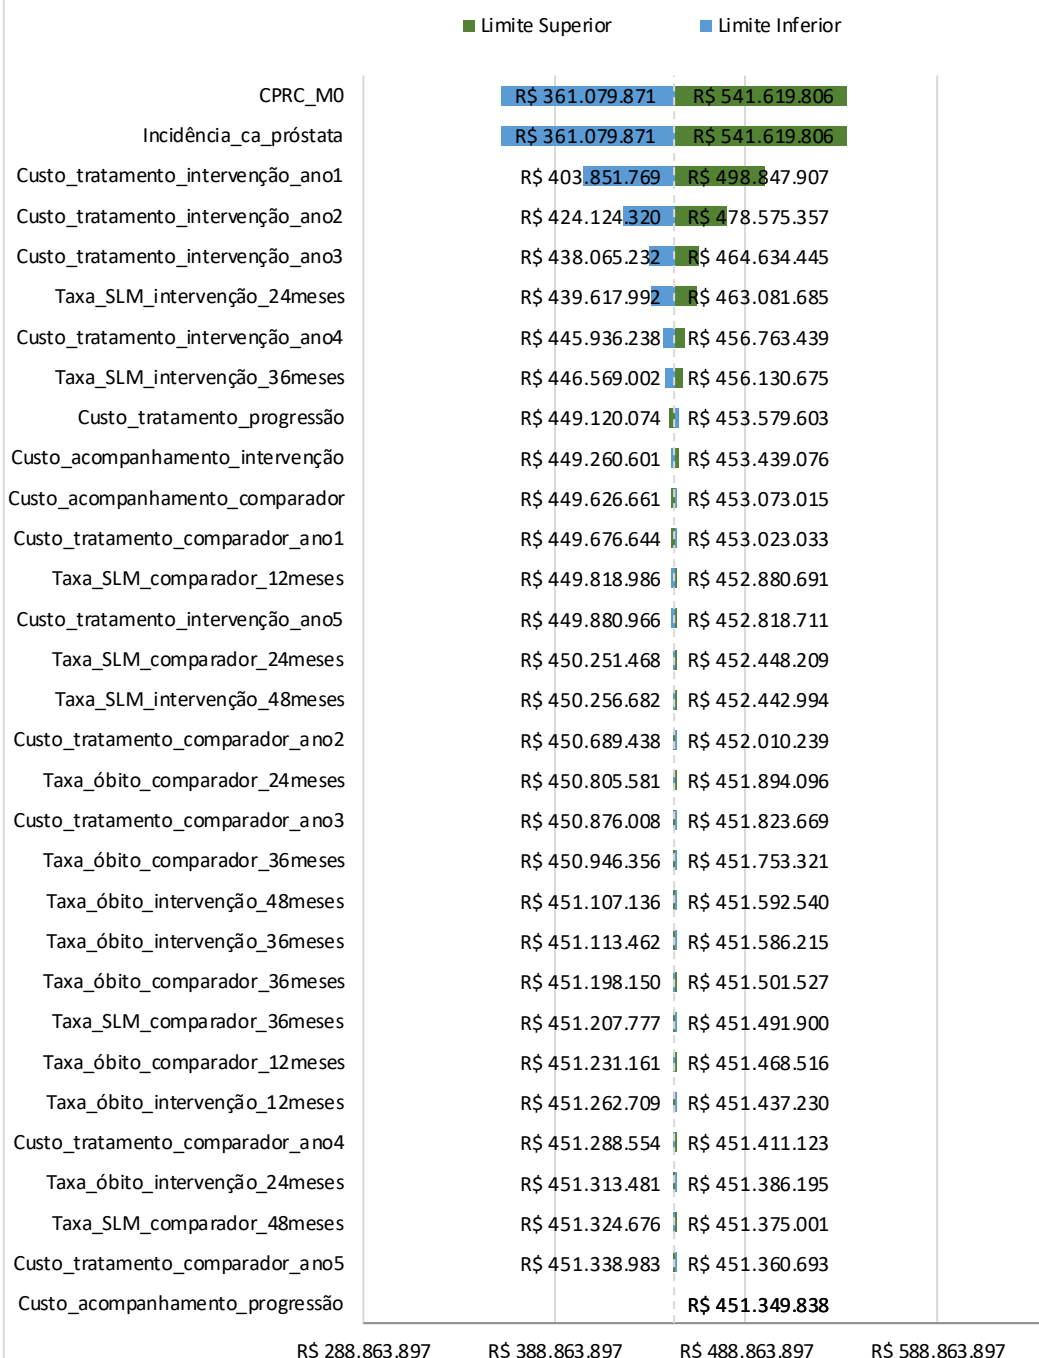 Limite Superior Limite Inferior
CPRC_M0 R$ 361.079.871 R$ 541.619.806
Incidência_ca_próstata R$ 361.079.871 R$ 541.619.806
Custo_tratamento_intervenção_ano1 R$ 403.851.769 R$ 498.847.907
Custo_tratamento_intervenção_ano2 R$ 424.124.320 R$ 478.575.357
Custo_tratamento_intervenção_ano3 R$ 438.065.232 R$ 464.634.445
Taxa_SLM_intervenção_24meses R$ 439.617.992 R$ 463.081.685
Custo_tratamento_intervenção_ano4 R$ 445.936.238 R$ 456.763.439
Taxa_SLM_intervenção_36meses R$ 446.569.002 R$ 456.130.675
Custo_tratamento_progressão R$ 449.120.074 R$ 453.579.603
Custo_acompanhamento_intervenção R$ 449.260.601 R$ 453.439.076
Custo_acompanhamento_comparador R$ 449.626.661 R$ 453.073.015
Custo_tratamento_comparador_ano1 R$ 449.676.644 R$ 453.023.033
Taxa_SLM_comparador_12meses R$ 449.818.986 R$ 452.880.691
Custo_tratamento_intervenção_ano5 R$ 449.880.966 R$ 452.818.711
Taxa_SLM_comparador_24meses R$ 450.251.468 R$ 452.448.209
Taxa_SLM_intervenção_48meses R$ 450.256.682 R$ 452.442.994
Custo_tratamento_comparador_ano2 R$ 450.689.438 R$ 452.010.239
Taxa_óbito_comparador_24meses R$ 450.805.581 R$ 451.894.096
Custo_tratamento_comparador_ano3 R$ 450.876.008 R$ 451.823.669
Taxa_óbito_comparador_36meses R$ 450.946.356 R$ 451.753.321
Taxa_óbito_intervenção_48meses R$ 451.107.136 R$ 451.592.540
Taxa_óbito_intervenção_36meses R$ 451.113.462 R$ 451.586.215
Taxa_óbito_comparador_36meses R$ 451.198.150 R$ 451.501.527
Taxa_SLM_comparador_36meses R$ 451.207.777 R$ 451.491.900
Taxa_óbito_comparador_12meses R$ 451.231.161 R$ 451.468.516
Taxa_óbito_intervenção_12meses R$ 451.262.709 R$ 451.437.230
Custo_tratamento_comparador_ano4 R$ 451.288.554 R$ 451.411.123
Taxa_óbito_intervenção_24meses R$ 451.313.481 R$ 451.386.195
Taxa_SLM_comparador_48meses R$ 451.324.676 R$ 451.375.001
Custo_tratamento_comparador_ano5 R$ 451.338.983 R$ 451.360.693
Custo_acompanhamento_progressão R$ 451.349.838
R$ 288.863.897 R$ 388.863.897 R$ 488.863.897 R$ 588.863.897